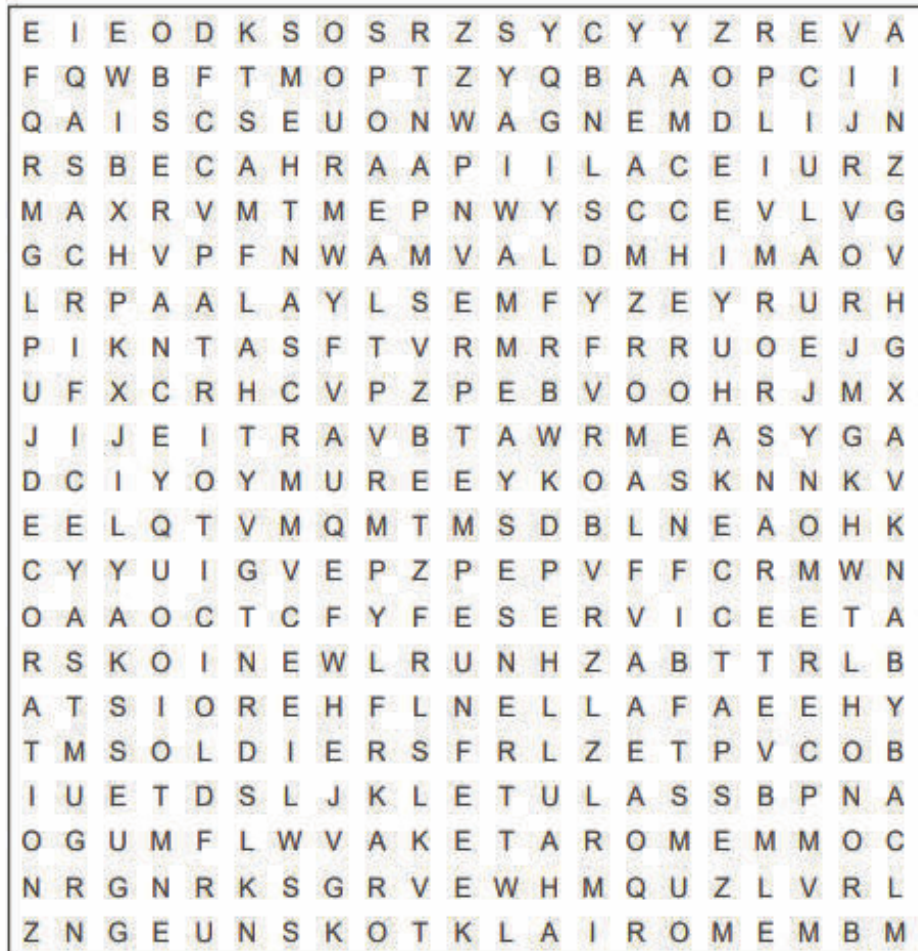 E I E O D K S O S R Z S Y C Y Y Z R E V A
F Q W B F T M O P T Z Y Q B A A O P C I I
Q A I S C S E U O N W A G N E M D L I J N
R S B E C A H R A A P I I L A C E I U R Z
M A X R V M T M E P N W Y S C C E V L V G
G C H V P F N W A M V A L D M H I M A O V
L R P A A L A Y L S E M F Y Z E Y R U R H
P I K N T A S F T V R M R F R R U O E J G
U F X C R H C V P Z P E B V O O H R J M X
J I J E I T R A V B T A W R M E A S Y G A
D C I Y O Y M U R E E Y K O A S K N N K V
E E L Q T V M Q M T M S D B L N E A O H K
C Y Y U I G V E P Z P E P V F F C R M W N
O A A O C T C F Y F E S E R V I C E E T A
R S K O I N E W L R U N H Z A B T T R L B
A T S I O R E H F L N E L L A F A E E H Y
T M S O L D I E R S F R L Z E T P V C O B
I U E T D S L J K L E T U L A S S B P N A
O G U M F L W V A K E T A R O M E M M O C
N R G N R K S G R V E W H M Q U Z L V R L
Z N G E U N S K O T K L A I R O M E M B M